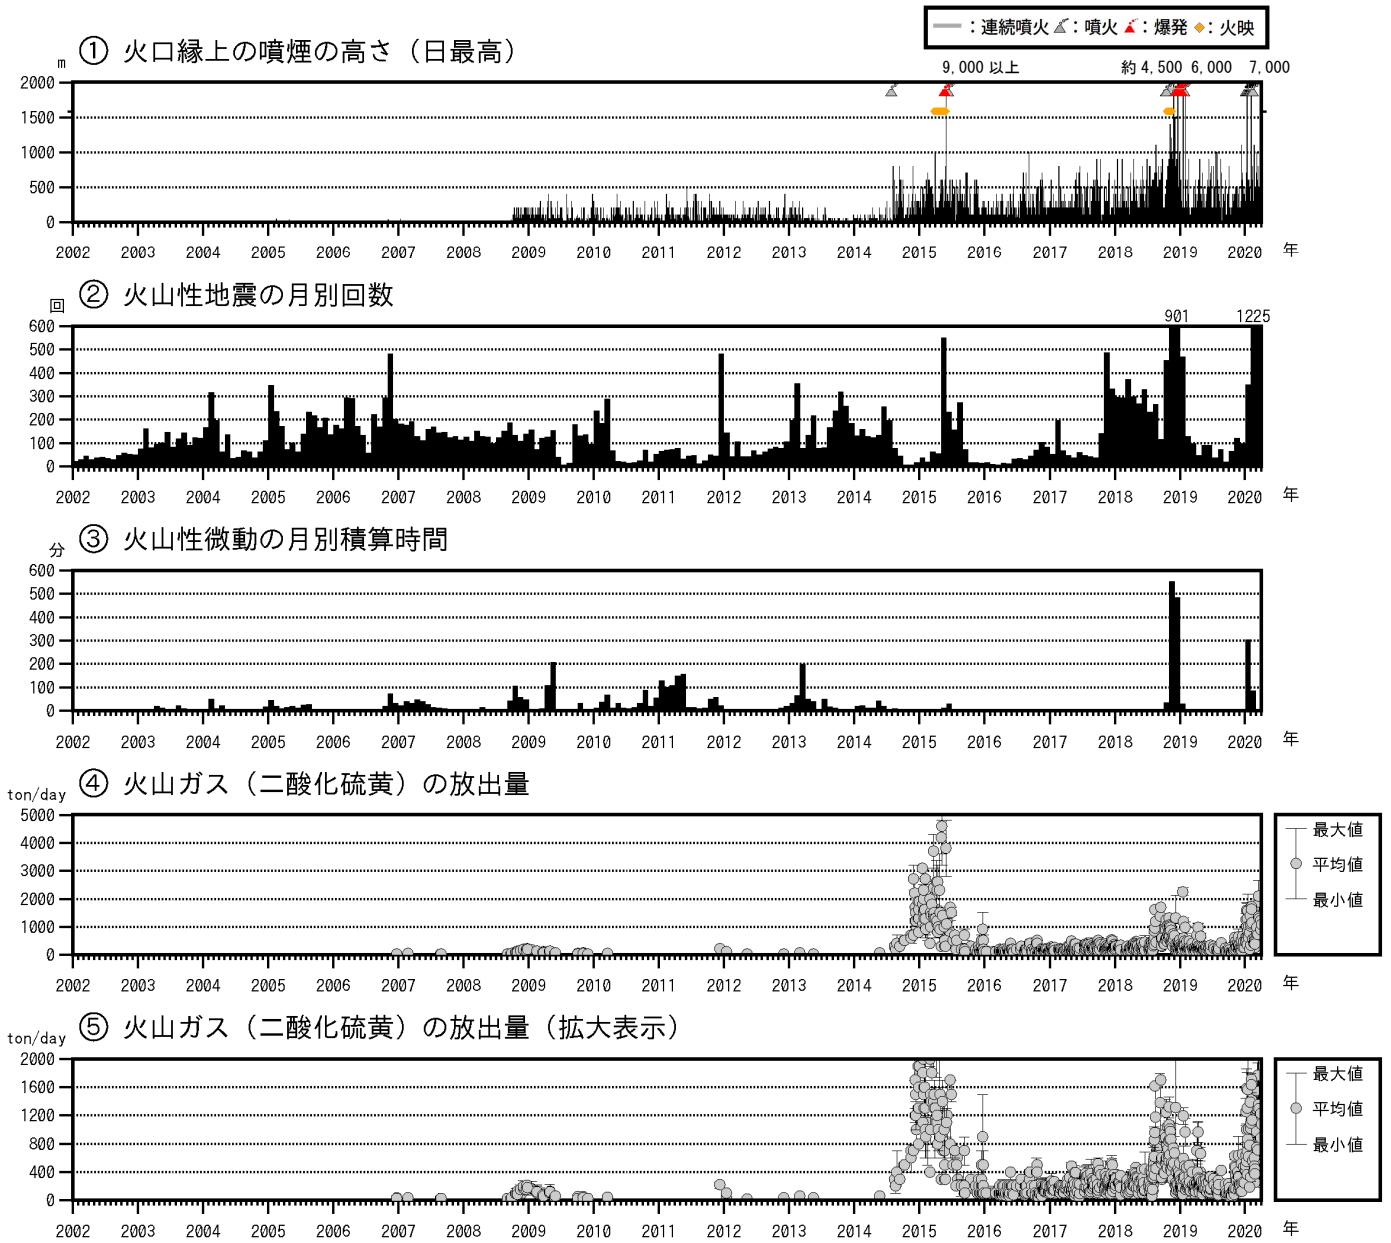 ：連続噴火 ：噴火 ：爆発 ：火映
① 火口縁上の噴煙の高さ（日最高）
m
9,000 以上 約 4,500 6,000 7,000
2000
1500
1000
500
0
2002 2003 2004 2005 2006 2007 2008 2009 2010 2011 2012 2013 2014 2015 2016 2017 2018 2019 2020 年
② 火山性地震の月別回数
回
901 1225
600
500
400
300
200
100
0
2002 2003 2004 2005 2006 2007 2008 2009 2010 2011 2012 2013 2014 2015 2016 2017 2018 2019 2020 年
③ 火山性微動の月別積算時間
分
600
500
400
300
200
100
0
2002 2003 2004 2005 2006 2007 2008 2009 2010 2011 2012 2013 2014 2015 2016 2017 2018 2019 2020 年
④ 火山ガス（二酸化硫黄）の放出量
ton/day
5000
4000
3000
2000
1000
0
2002 2003 2004 2005 2006 2007 2008 2009 2010 2011 2012 2013 2014 2015 2016 2017 2018 2019 2020 年
最大値
平均値
最小値
⑤ 火山ガス（二酸化硫黄）の放出量（拡大表示）
ton/day
2000
1600
1200
800
400
0
2002 2003 2004 2005 2006 2007 2008 2009 2010 2011 2012 2013 2014 2015 2016 2017 2018 2019 2020 年
最大値
平均値
最小値